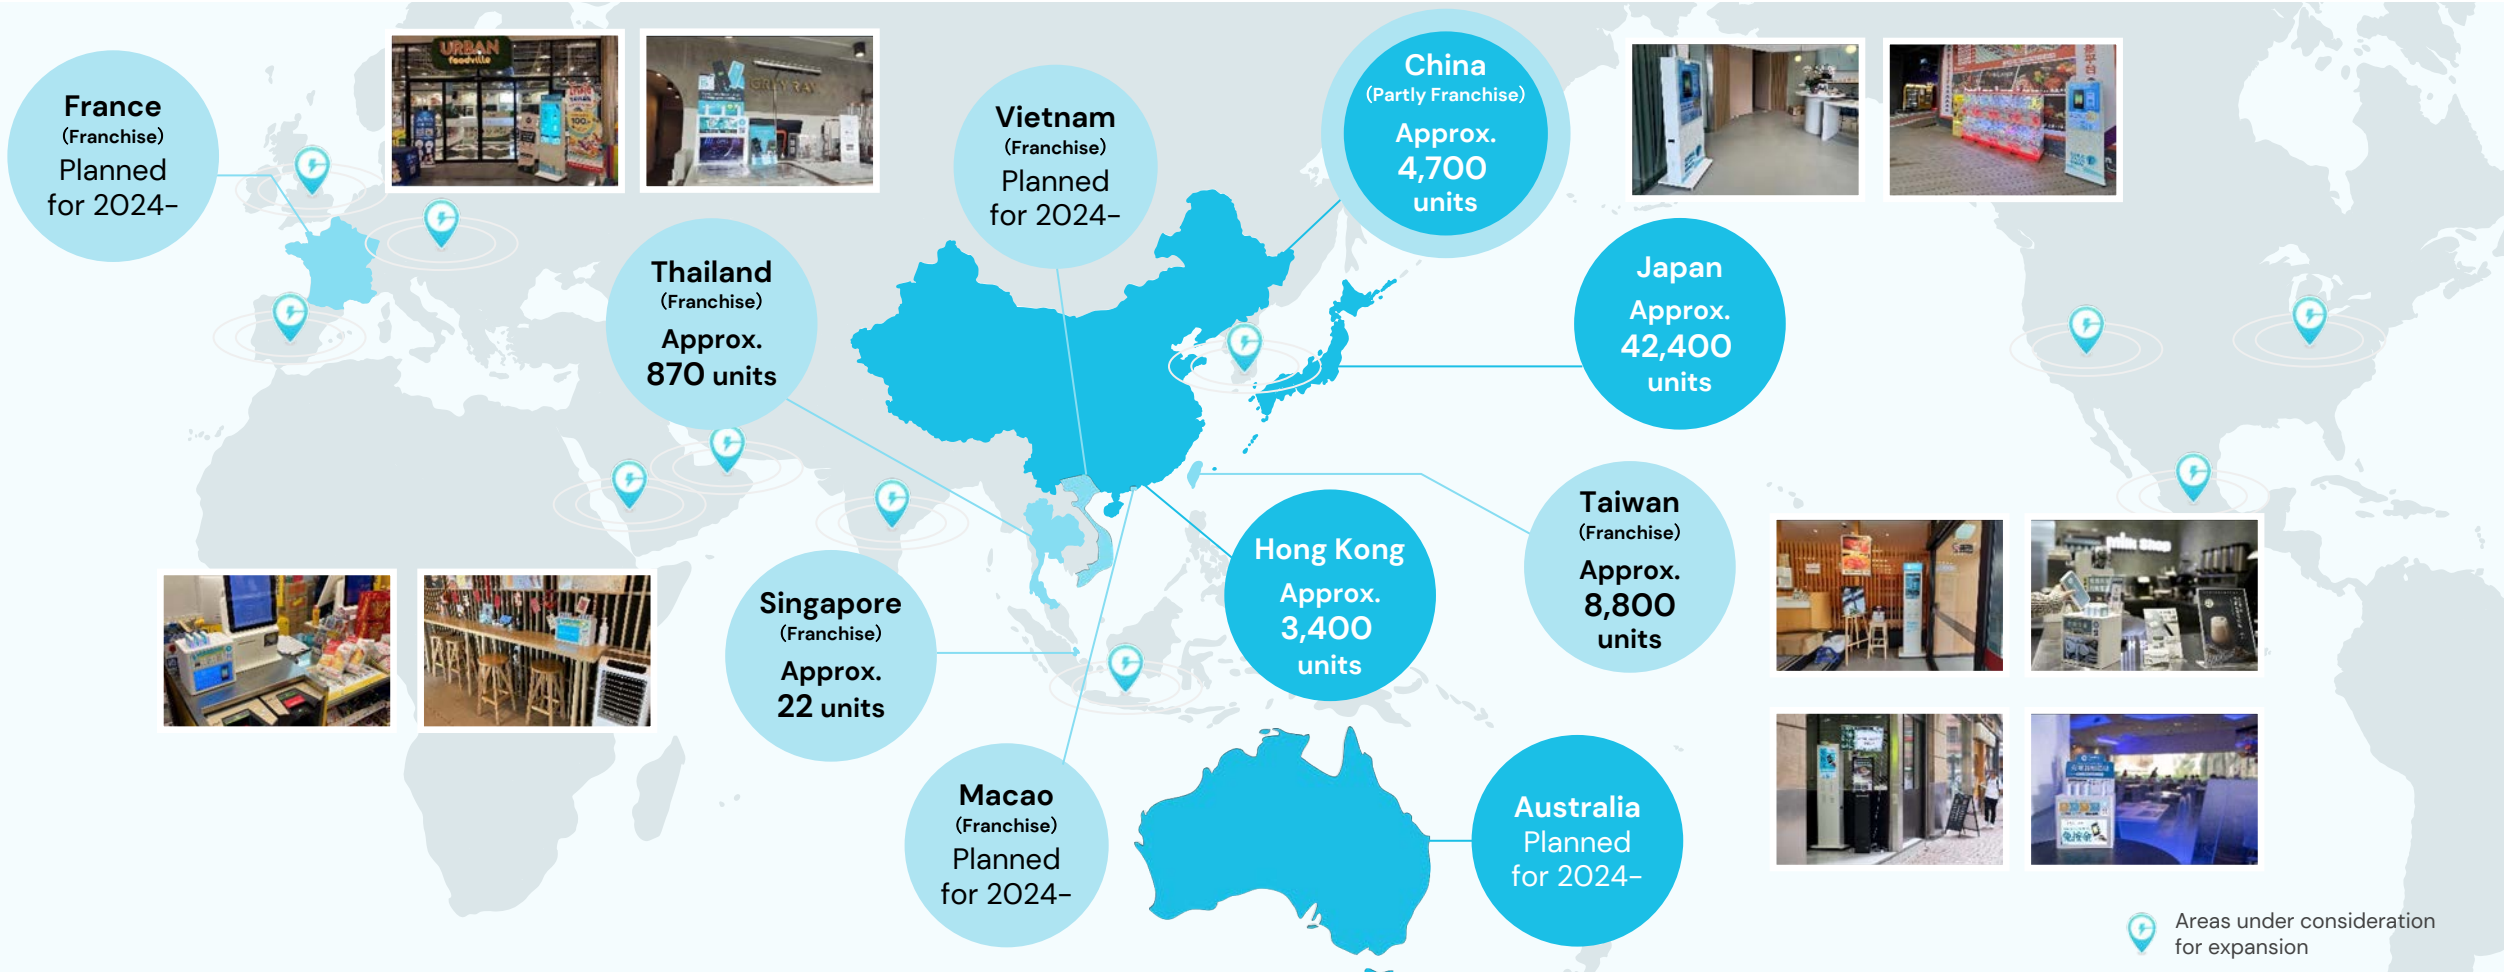 France
(Franchise)
Planned
for 2024–
URBAN
foodville
Vietnam
(Franchise)
Planned
for 2024–
China
(Partly Franchise)
Approx.
4,700
units
Thailand
(Franchise)
Approx.
870 units
Japan
Approx.
42,400
units
Singapore
(Franchise)
Approx.
22 units
Hong Kong
Approx.
3,400
units
Taiwan
(Franchise)
Approx.
8,800
units
Macao
(Franchise)
Planned
for 2024–
Australia
Planned
for 2024–
Areas under consideration
for expansion